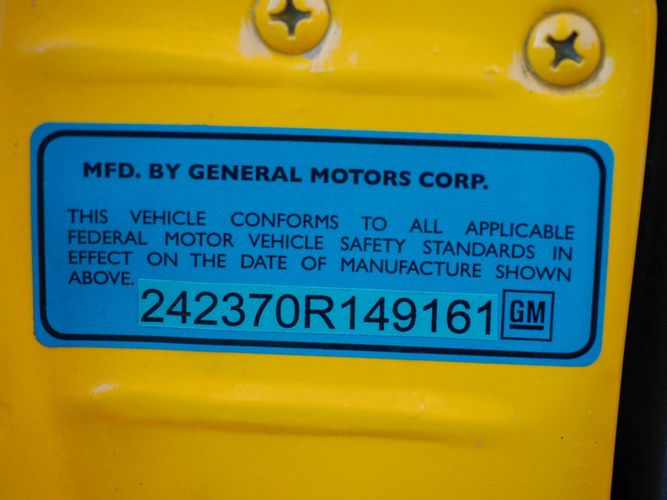 MFD. BY GENERAL MOTORS CORP.
THIS VEHICLE CONFORMS TO ALL APPLICABLE
FEDERAL MOTOR VEHICLE SAFETY STANDARDS IN
EFFECT ON THE DATE OF MANUFACTURE SHOWN
ABOVE.
242370R149161 GM